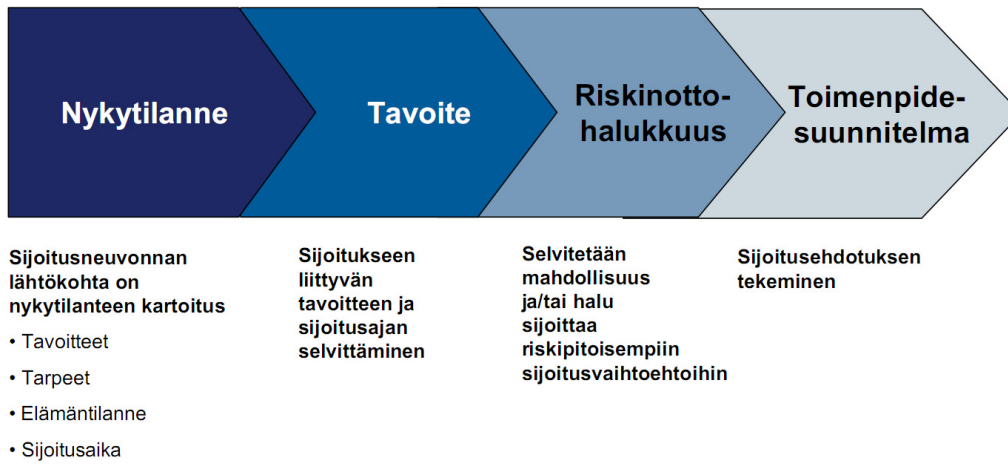 Nykytilanne
Tavoite
Riskinotto-
halukkuus
Toimenpide-
suunnitelma
Sijoitusneuvonnan
lähtökohta on
nykytilanteen kartoitus
• Tavoitteet
• Tarpeet
• Elämäntilanne
• Sijoitusaika
Sijoitukseen
liittyvän
tavoitteen ja
sijoitusajan
selvittäminen
Selvitetään
mahdollisuus
ja/tai halu
sijoittaa
riskipitoisempiin
sijoitusvaihtoehtoihin
Sijoitusehdotuksen
tekeminen